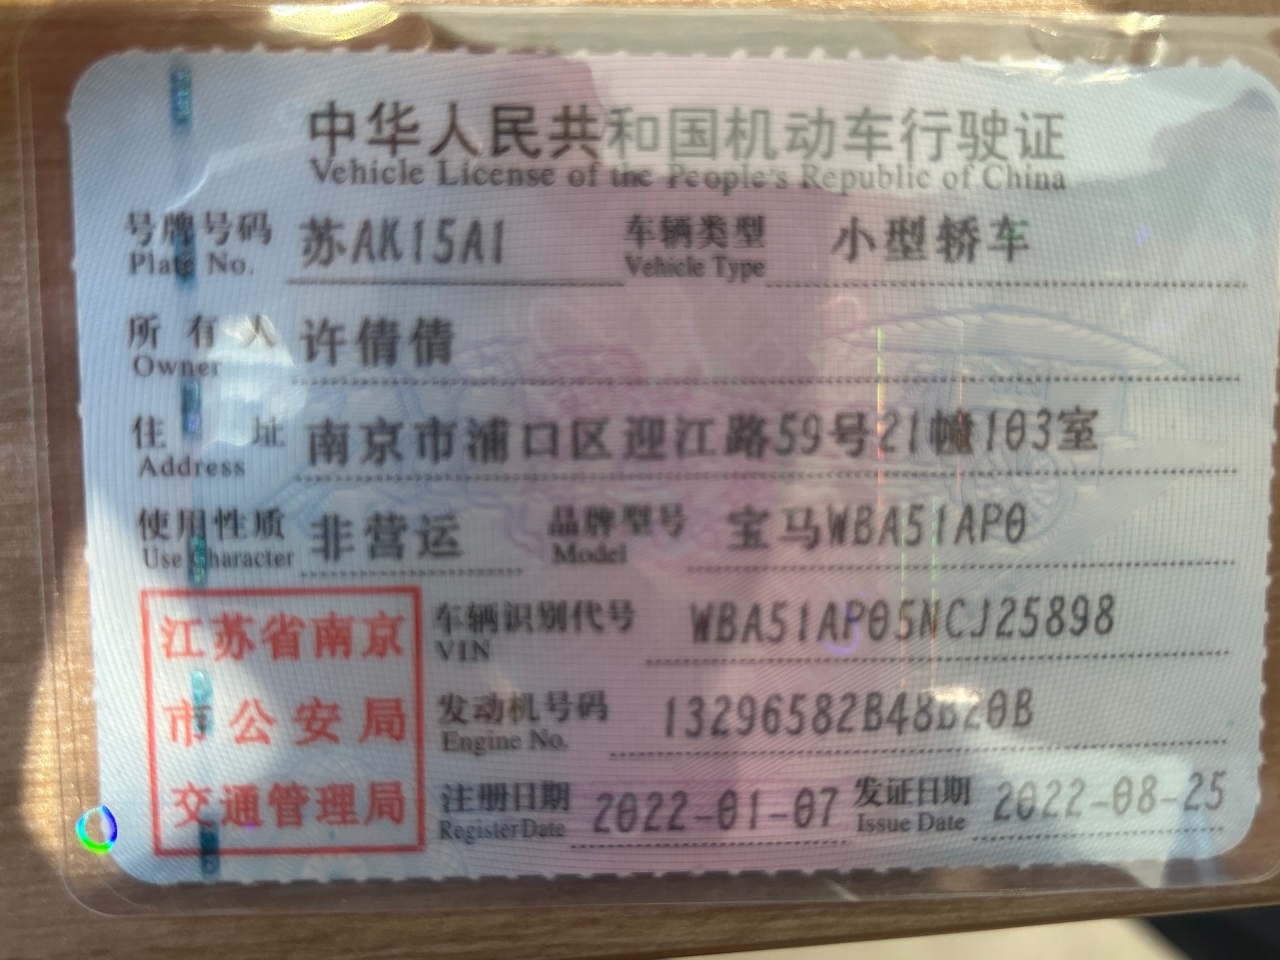 中华人民共和国机动车行驶证
Vehicle License of the People's Republic of China
号牌号码 苏AK15A1 车辆类型 小型轿车
Plate No. Vehicle Type
所有人 许倩倩
Owner
住址 南京市浦口区迎江路59号21幢103室
Address
使用性质 非营运 品牌型号 宝马WBA51AP0
Use Character Model
江苏省南京
市公安局
交通管理局
车辆识别代号 WBA51AP05NCJ25898
VIN
发动机号码 13296582B48B20B
Engine No.
注册日期 2022-01-07 发证日期 2022-08-25
Register Date Issue Date